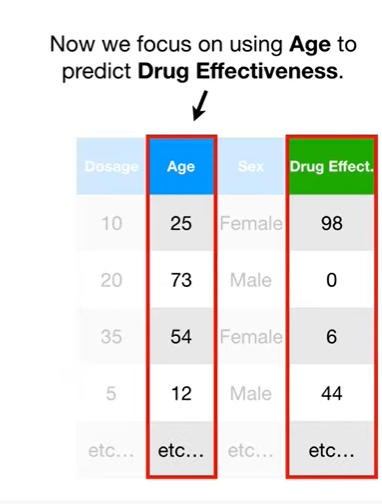 Now we focus on using Age to
predict Drug Effectiveness.
Dosage Age Sex Drug Effect.
10 25 Female 98
20 73 Male 0
35 54 Female 6
5 12 Male 44
etc... etc... etc... etc...